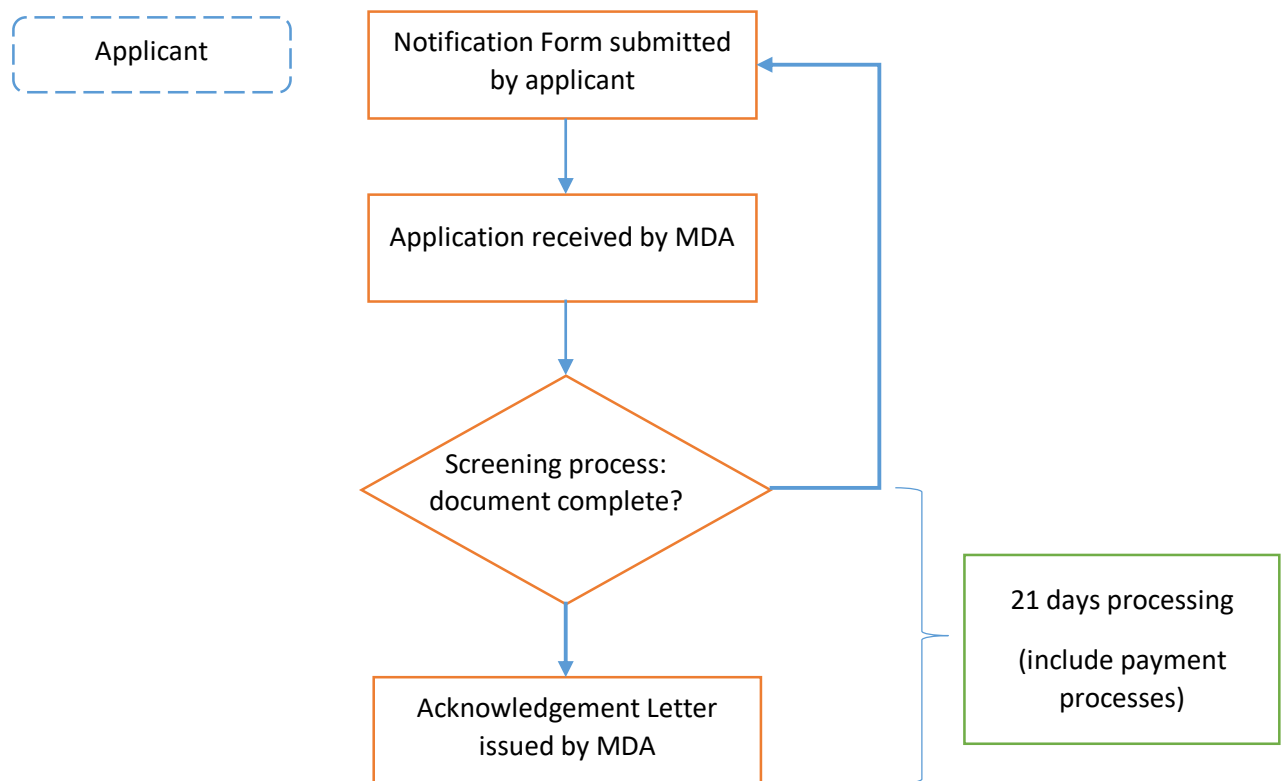 Applicant
Notification Form submitted
by applicant
Application received by MDA
Screening process:
document complete?
21 days processing
(include payment
processes)
Acknowledgement Letter
issued by MDA